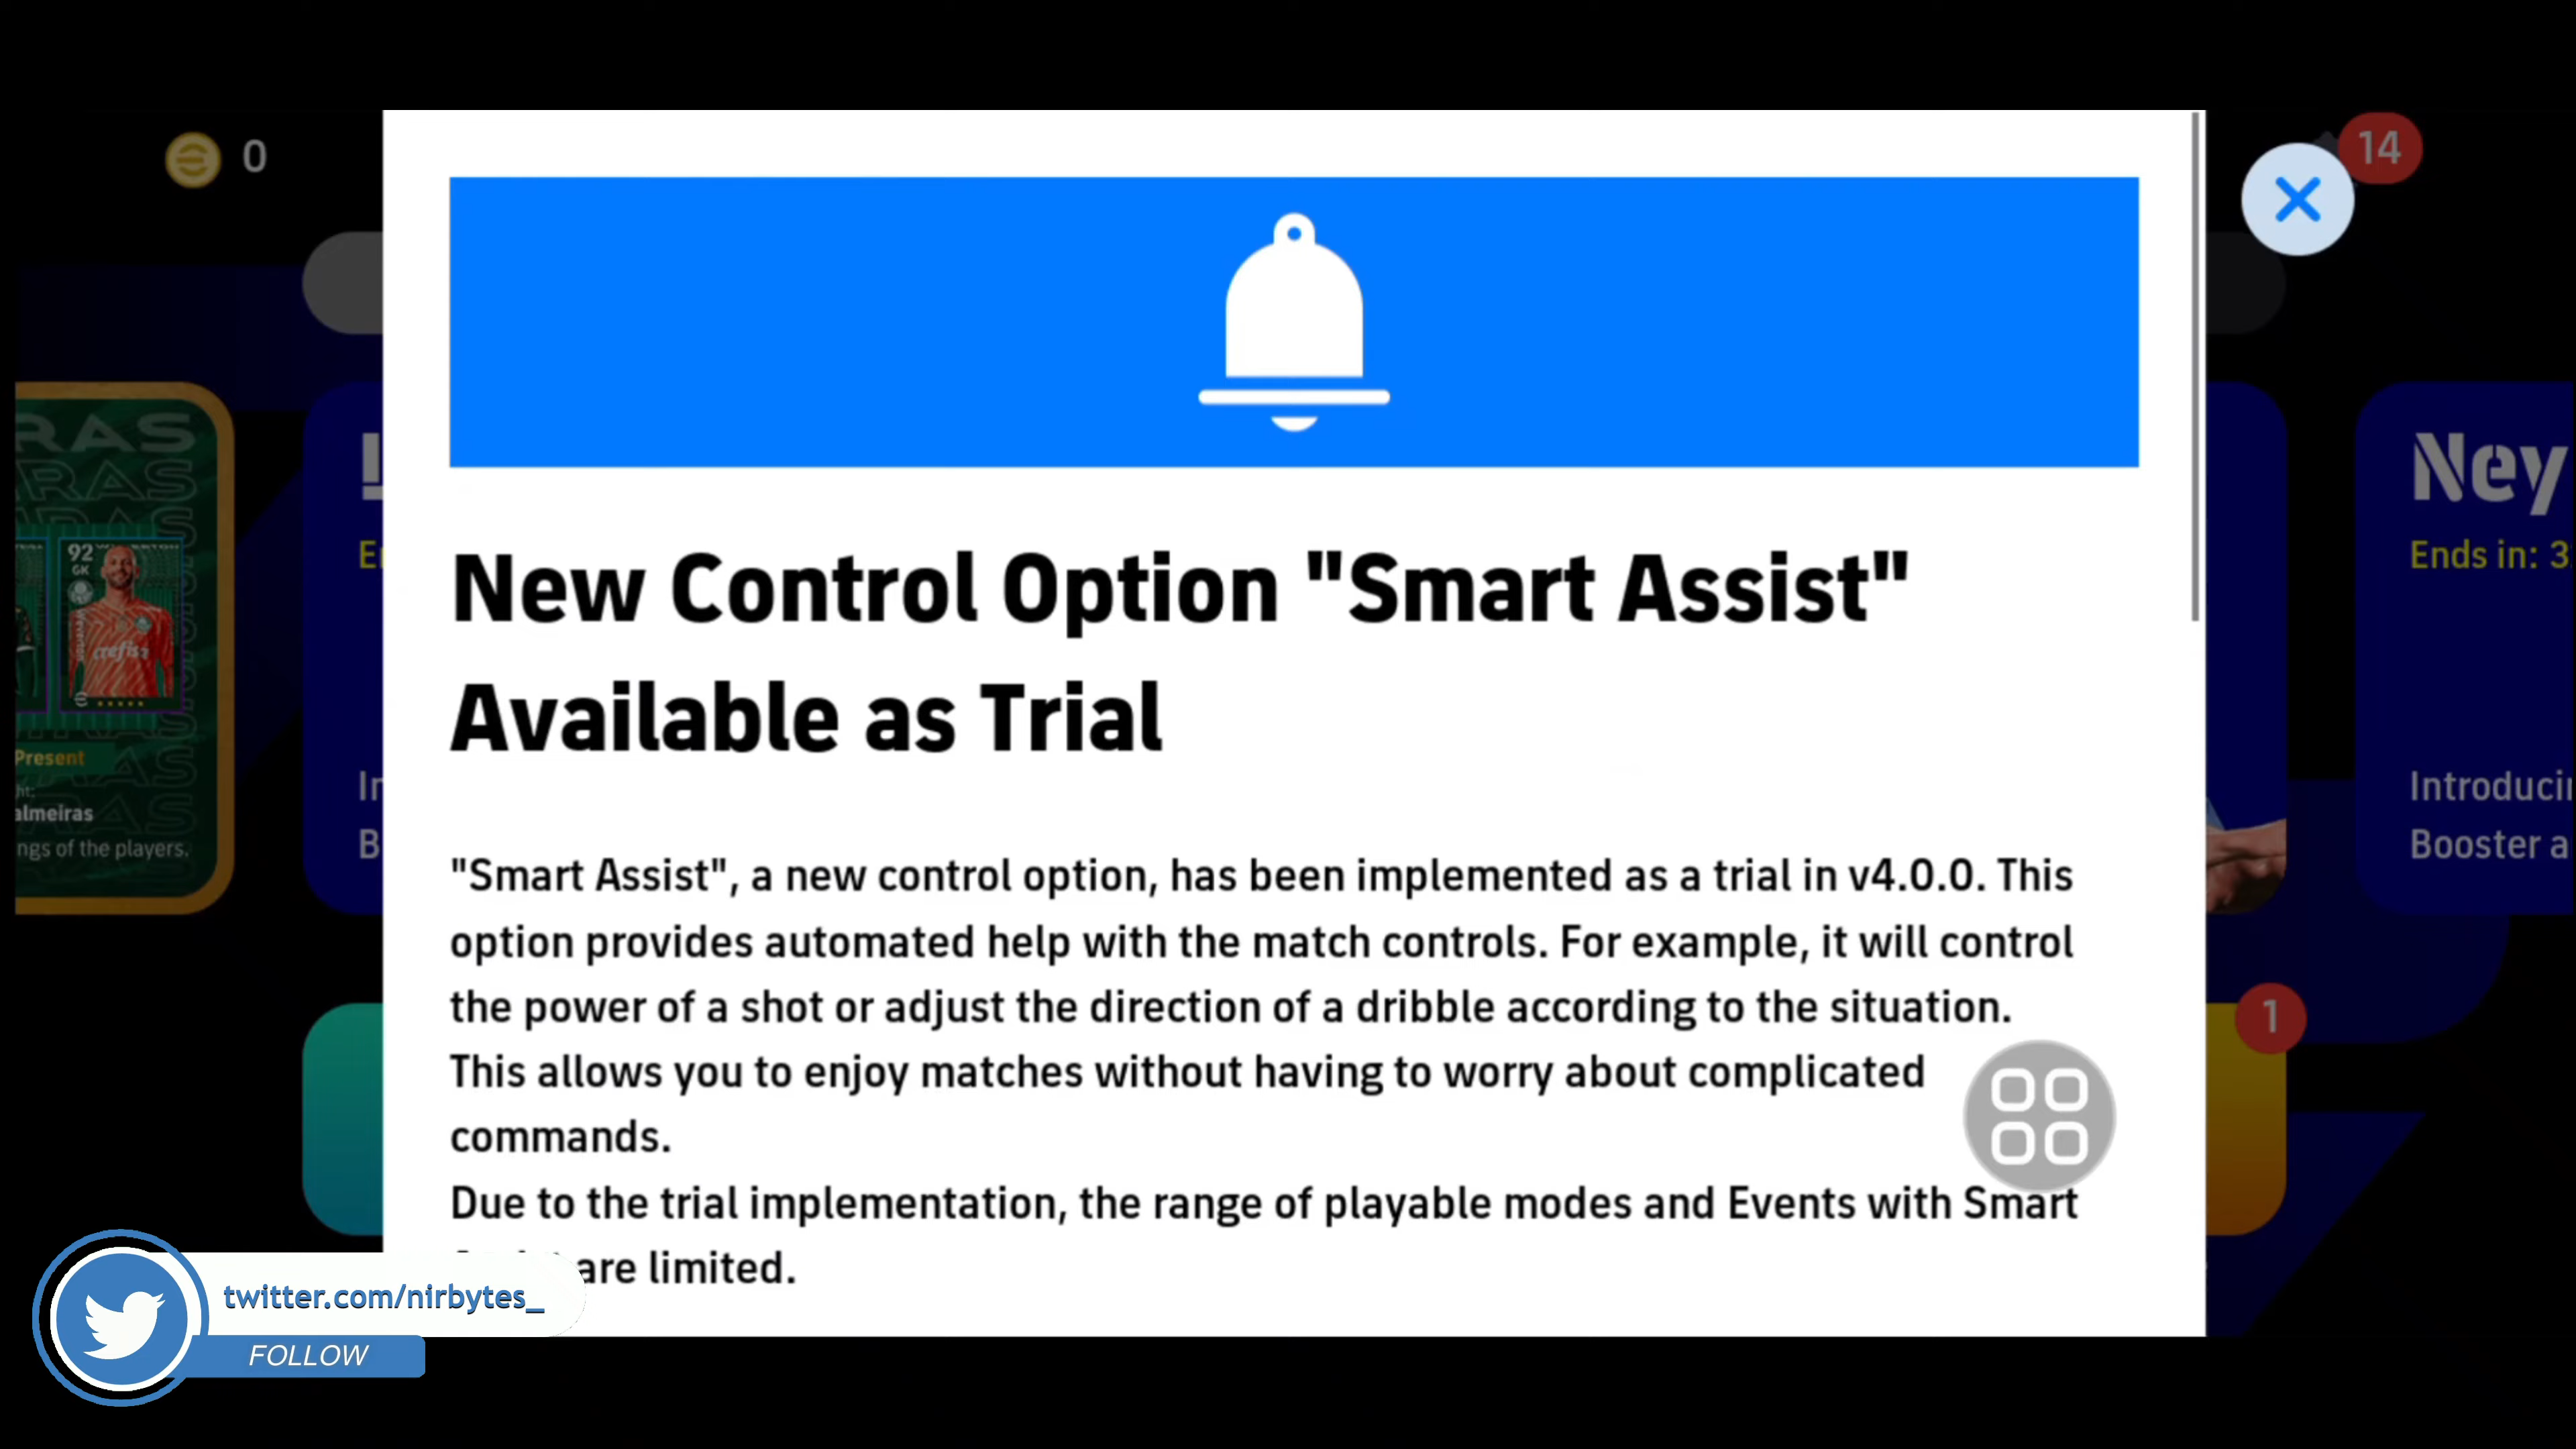 0
14
New Control Option "Smart Assist"
Available as Trial
"Smart Assist", a new control option, has been implemented as a trial in v4.0.0. This
option provides automated help with the match controls. For example, it will control
the power of a shot or adjust the direction of a dribble according to the situation.
This allows you to enjoy matches without having to worry about complicated
commands.
Due to the trial implementation, the range of playable modes and Events with Smart
are limited.
RAS
92
GK
crefis
Present
almeiras
ngs of the players.
In
B
Ney
Ends in: 3
Introducin
Booster a
1
twitter.com/nirbytes_
FOLLOW